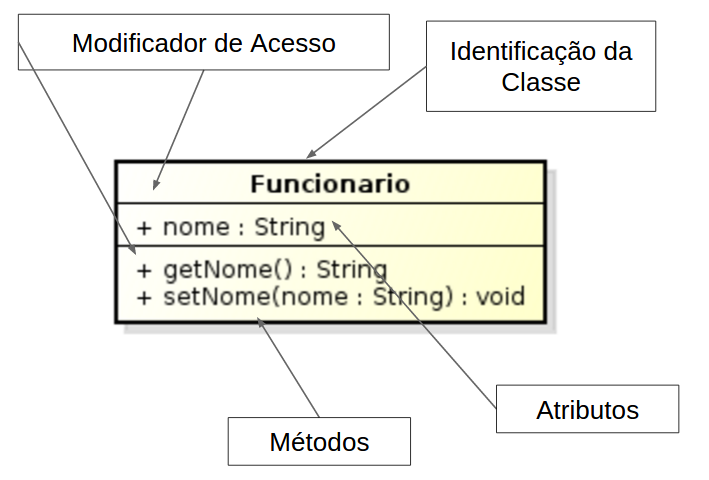 Modificador de Acesso
Identificação da
Classe
Funcionario
+ nome : String
+ getNome() : String
+ setNome(nome : String) : void
Atributos
Métodos